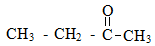 O
CH₃ - CH₂ - C-CH₃